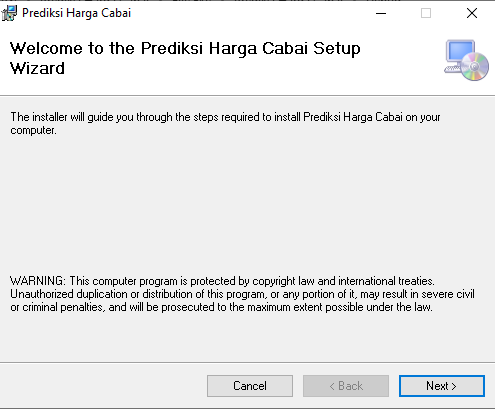 Prediksi Harga Cabai
Welcome to the Prediksi Harga Cabai Setup
Wizard
The installer will guide you through the steps required to install Prediksi Harga Cabai on your
computer.
WARNING: This computer program is protected by copyright law and international treaties.
Unauthorized duplication or distribution of this program, or any portion of it, may result in severe civil
or criminal penalties, and will be prosecuted to the maximum extent possible under the law.
Cancel < Back Next >